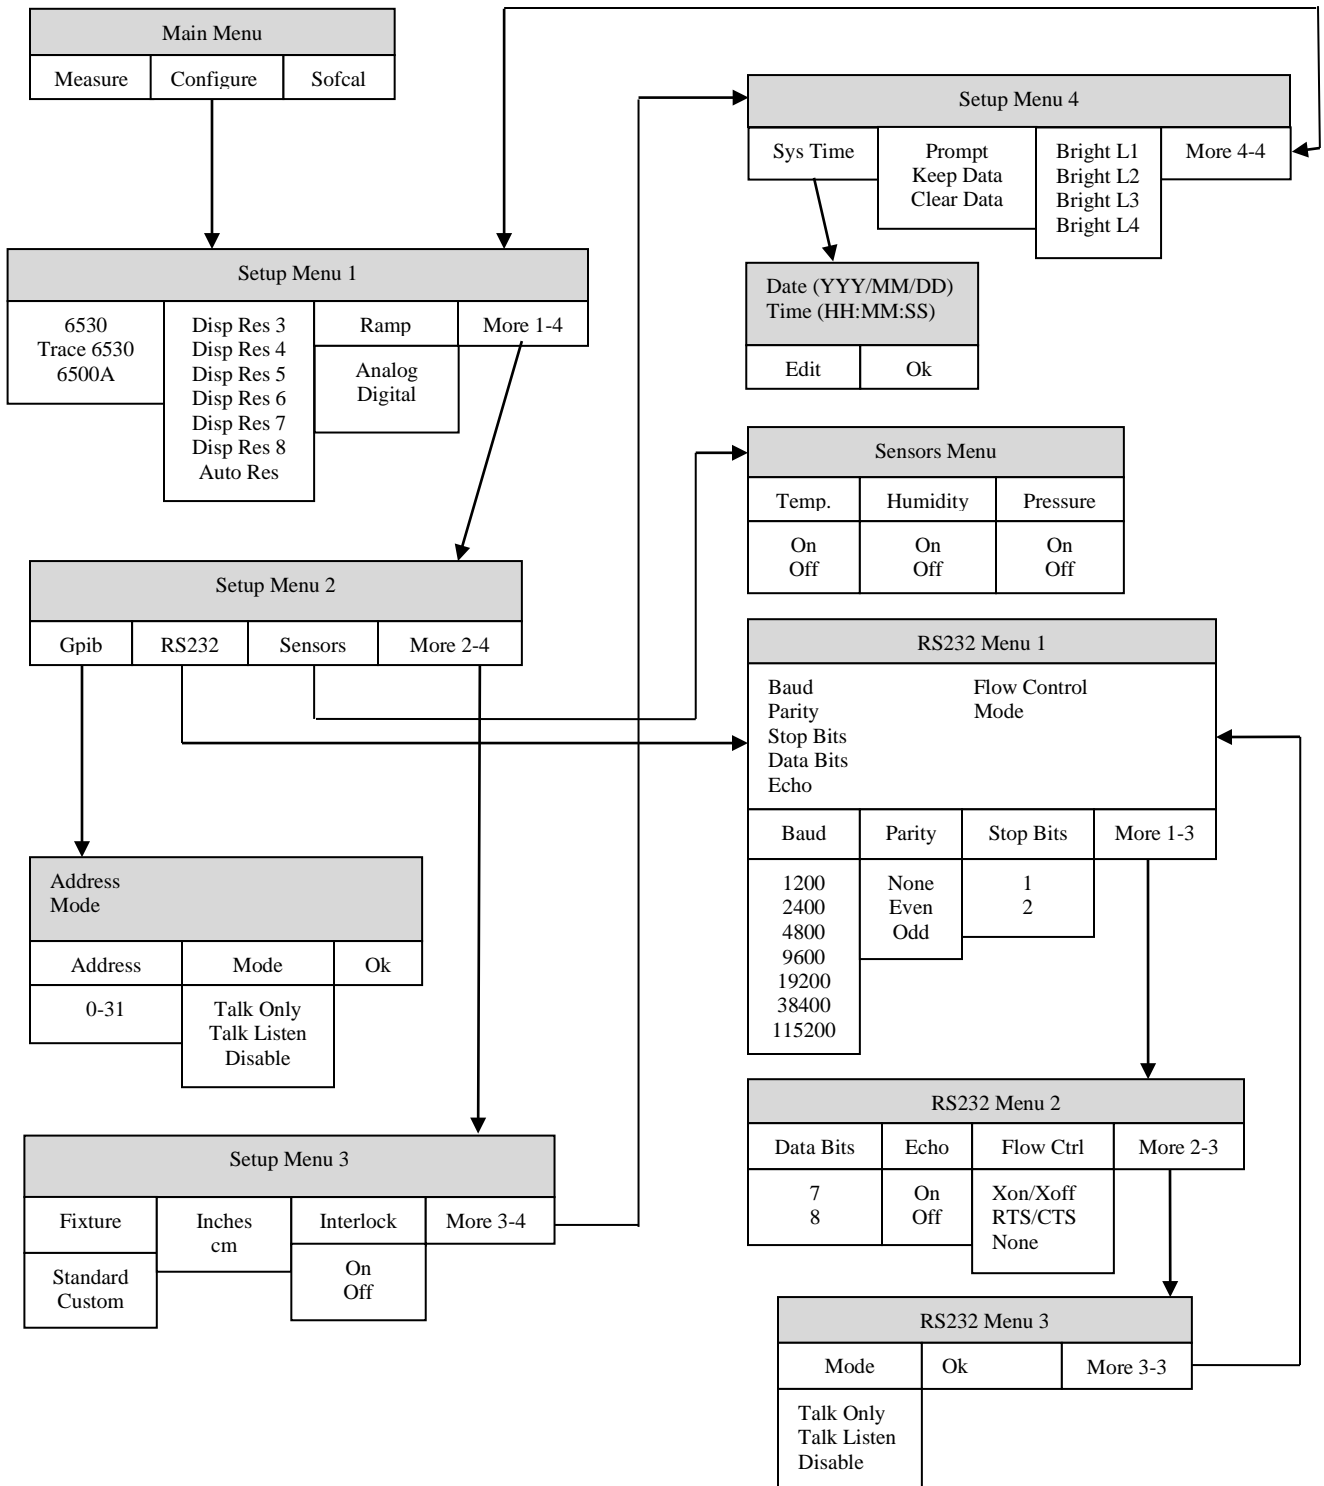 Main Menu
Measure Configure Sofcal
Setup Menu 1
6530
Trace 6530
6500A
Disp Res 3
Disp Res 4
Disp Res 5
Disp Res 6
Disp Res 7
Disp Res 8
Auto Res
Ramp
Analog
Digital
More 1-4
Setup Menu 2
Gpib RS232 Sensors More 2-4
Address
Mode
Address Mode Ok
0-31
Talk Only
Talk Listen
Disable
Setup Menu 3
Fixture
Standard
Custom
Inches
cm
Interlock
On
Off
More 3-4
Setup Menu 4
Sys Time
Prompt
Keep Data
Clear Data
Bright L1
Bright L2
Bright L3
Bright L4
More 4-4
Date (YYY/MM/DD)
Time (HH:MM:SS)
Edit Ok
Sensors Menu
Temp. Humidity Pressure
On On On
Off Off Off
RS232 Menu 1
Baud
Parity
Stop Bits
Data Bits
Echo
Flow Control
Mode
Baud Parity Stop Bits More 1-3
1200
2400
4800
9600
19200
38400
115200
None
Even
Odd
1
2
RS232 Menu 2
Data Bits Echo Flow Ctrl More 2-3
7
8
On
Off
Xon/Xoff
RTS/CTS
None
RS232 Menu 3
Mode Ok More 3-3
Talk Only
Talk Listen
Disable